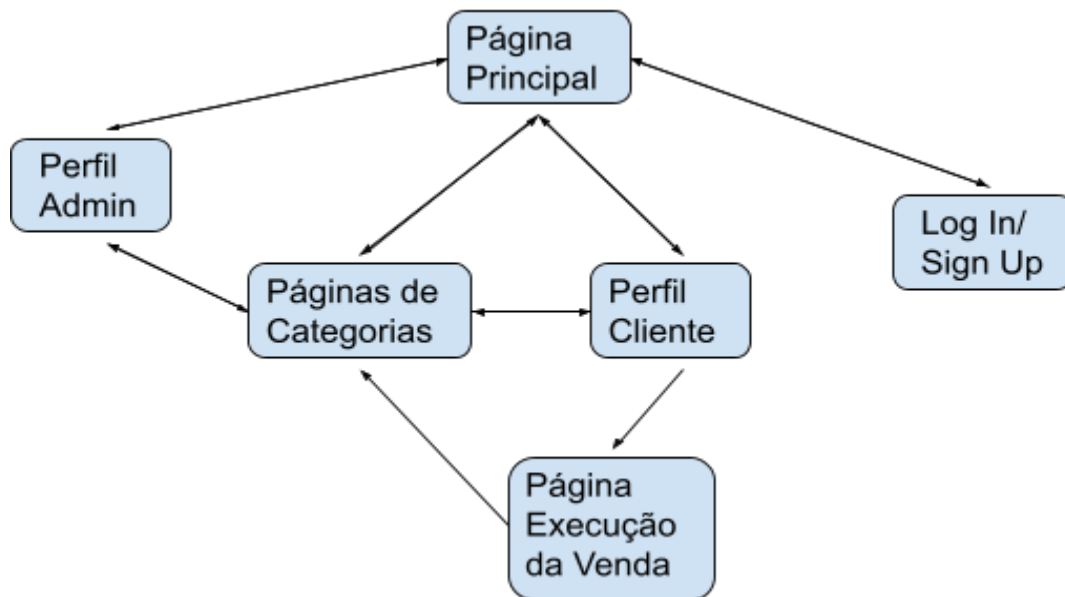 Página
Principal
Perfil
Admin
Log In/
Sign Up
Páginas de
Categorias
Perfil
Cliente
Página
Execução
da Venda